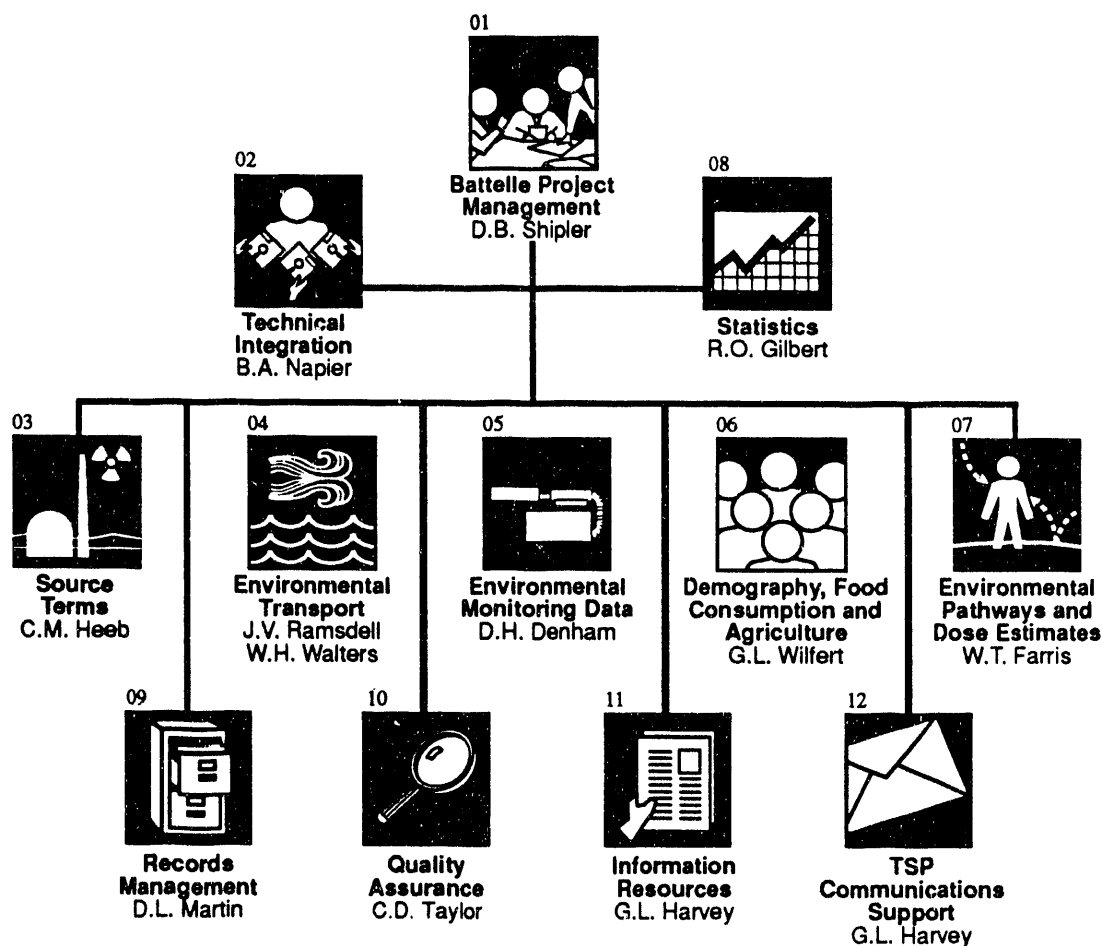 01
Battelle Project
Management
D.B. Shipler
02
Technical
Integration
B.A. Napier
08
Statistics
R.O. Gilbert
03
Source
Terms
C.M. Heeb
04
Environmental
Transport
J.V. Ramsdell
W.H. Walters
05
Environmental
Monitoring Data
D.H. Denham
06
Demography, Food
Consumption and
Agriculture
G.L. Wilfert
07
Environmental
Pathways and
Dose Estimates
W.T. Farris
09
Records
Management
D.L. Martin
10
Quality
Assurance
C.D. Taylor
11
Information
Resources
G.L. Harvey
12
TSP
Communications
Support
G.L. Harvey